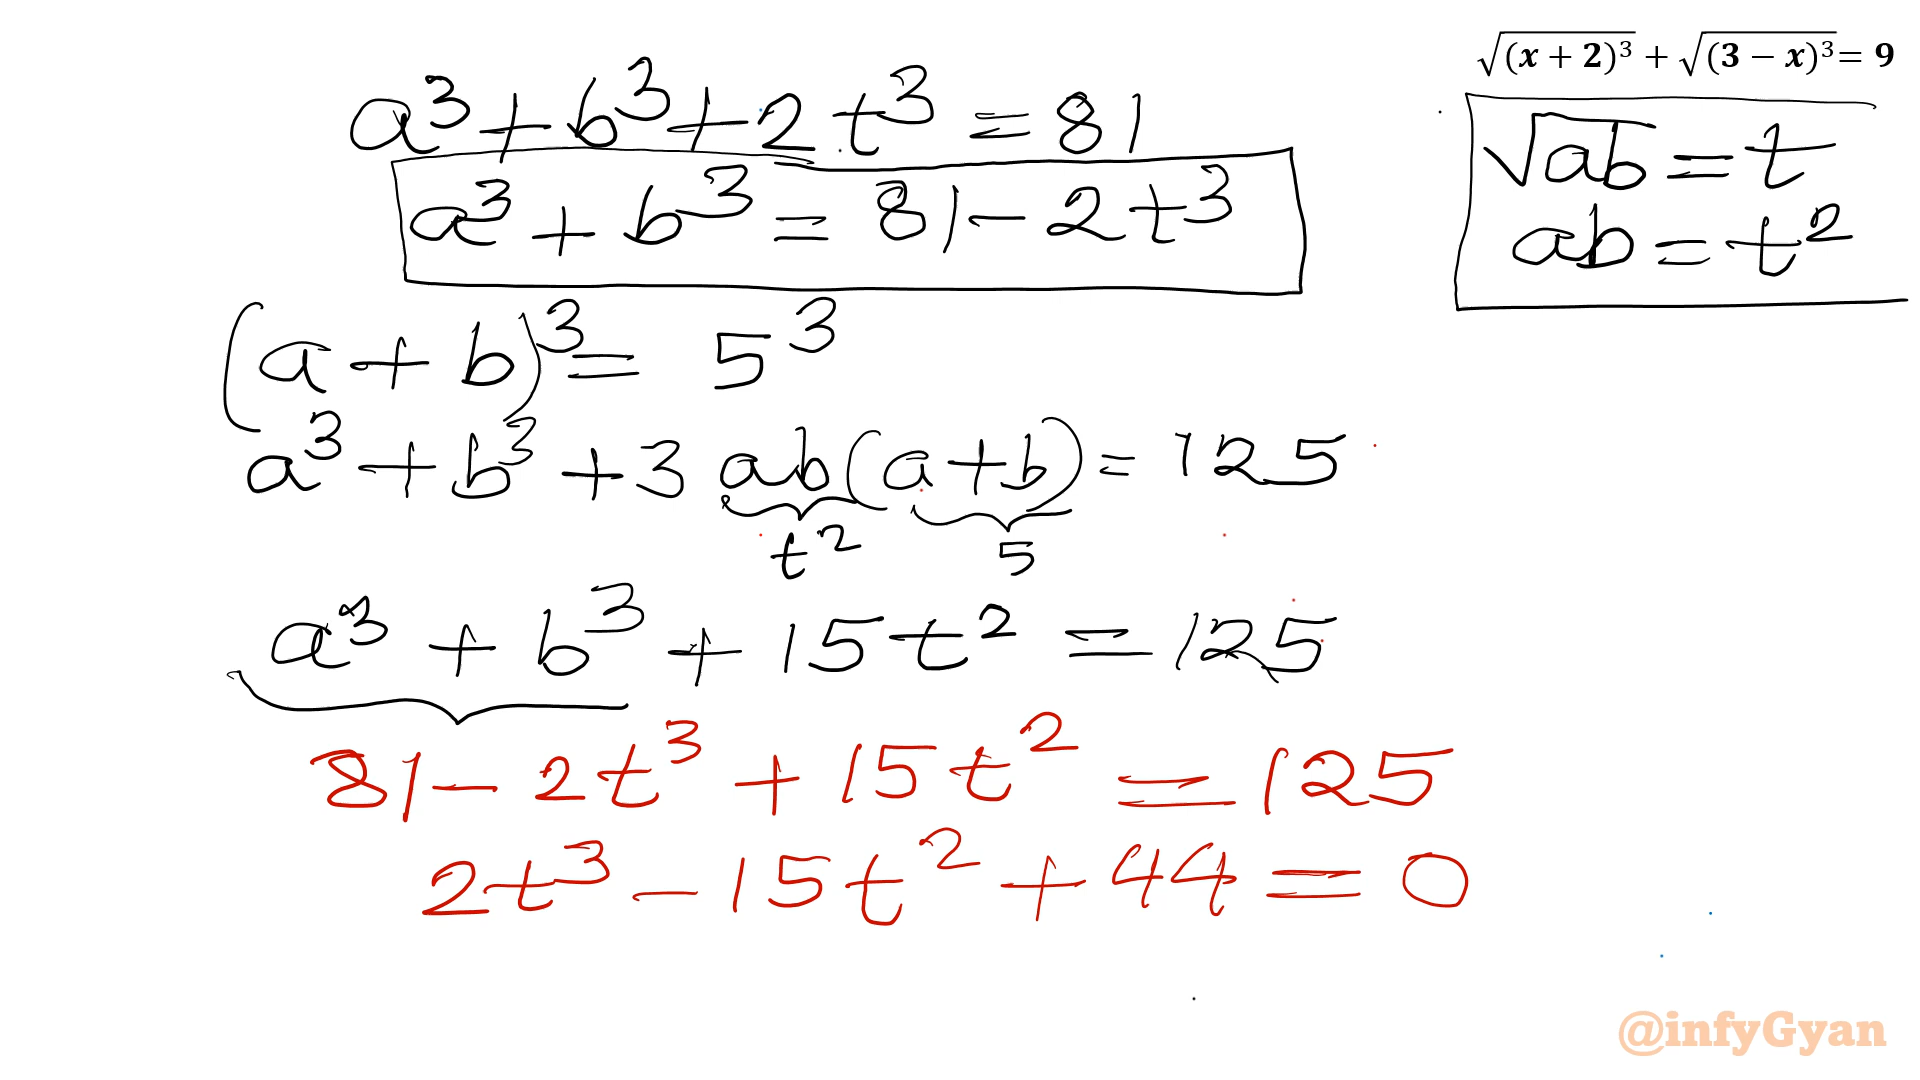 √(x + 2)³ + √(3 − x)³ = 9
a³ + b³ + 2t³ = 81
√ab = t
a³ + b³ = 81 − 2t³
ab = t²
(a + b)³ = 5³
a³ + b³ + 3ab(a + b) = 125
t² 5
a³ + b³ + 15t² = 125
81 − 2t³ + 15t² = 125
2t³ − 15t² + 44 = 0
@infyGyan